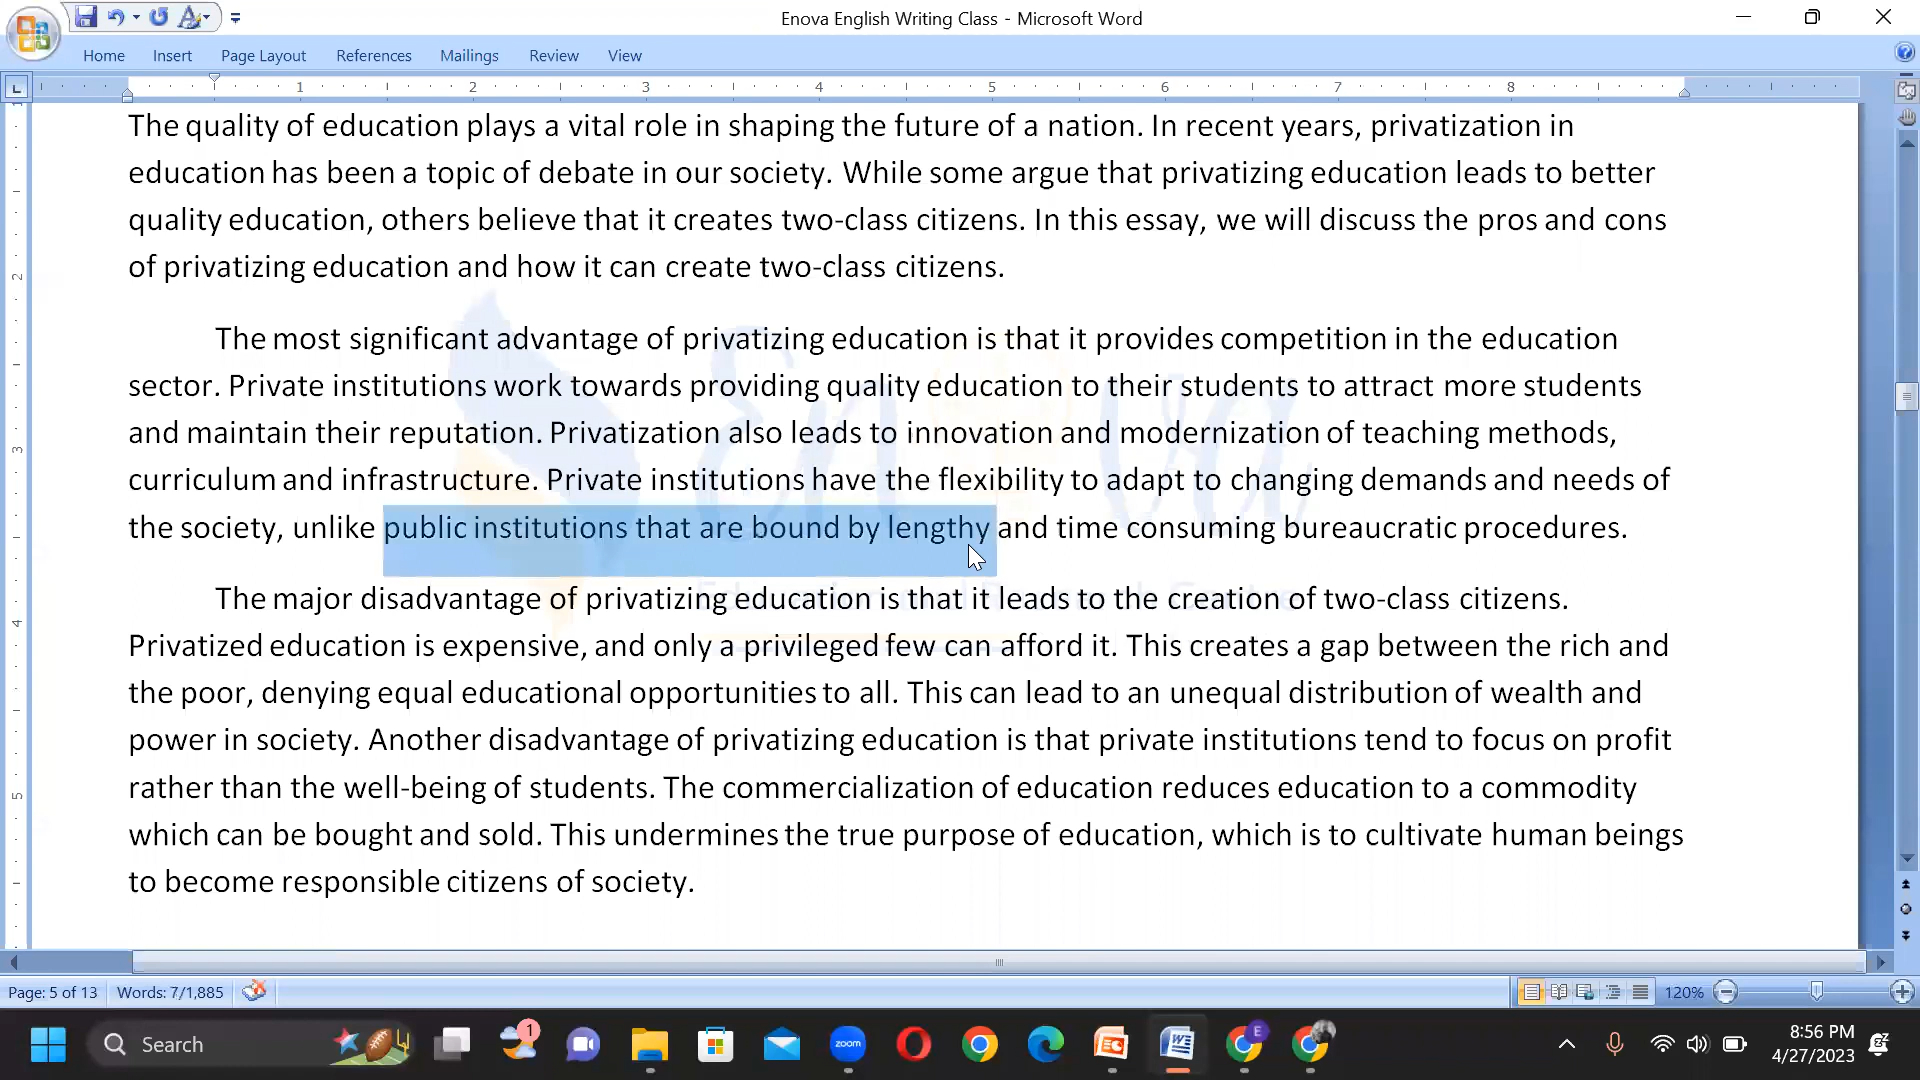 Enova English Writing Class - Microsoft Word
Home Insert Page Layout References Mailings Review View
1 2 3 4 5 6 7 8
The quality of education plays a vital role in shaping the future of a nation. In recent years, privatization in
education has been a topic of debate in our society. While some argue that privatizing education leads to better
quality education, others believe that it creates two-class citizens. In this essay, we will discuss the pros and cons
of privatizing education and how it can create two-class citizens.
The most significant advantage of privatizing education is that it provides competition in the education
sector. Private institutions work towards providing quality education to their students to attract more students
and maintain their reputation. Privatization also leads to innovation and modernization of teaching methods,
curriculum and infrastructure. Private institutions have the flexibility to adapt to changing demands and needs of
the society, unlike public institutions that are bound by lengthy and time consuming bureaucratic procedures.
The major disadvantage of privatizing education is that it leads to the creation of two-class citizens.
Privatized education is expensive, and only a privileged few can afford it. This creates a gap between the rich and
the poor, denying equal educational opportunities to all. This can lead to an unequal distribution of wealth and
power in society. Another disadvantage of privatizing education is that private institutions tend to focus on profit
rather than the well-being of students. The commercialization of education reduces education to a commodity
which can be bought and sold. This undermines the true purpose of education, which is to cultivate human beings
to become responsible citizens of society.
Page: 5 of 13 Words: 7/1,885 120%
Search 1 zoom E 8:56 PM
4/27/2023